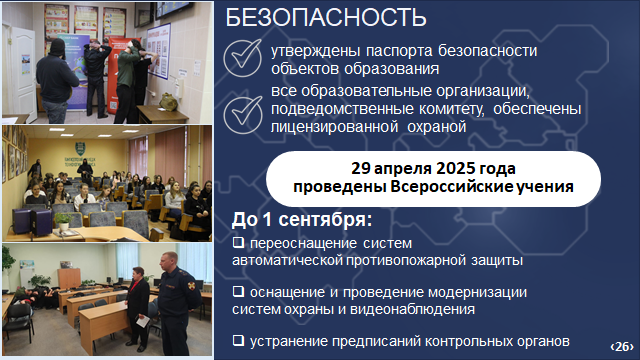 БЕЗОПАСНОСТЬ
утверждены паспорта безопасности
объектов образования
все образовательные организации,
подведомственные комитету, обеспечены
лицензированной охраной
29 апреля 2025 года
проведены Всероссийские учения
До 1 сентября:
❑ переоснащение систем
автоматической противопожарной защиты
❑ оснащение и проведение модернизации
систем охраны и видеонаблюдения
❑ устранение предписаний контрольных органов
‹26›